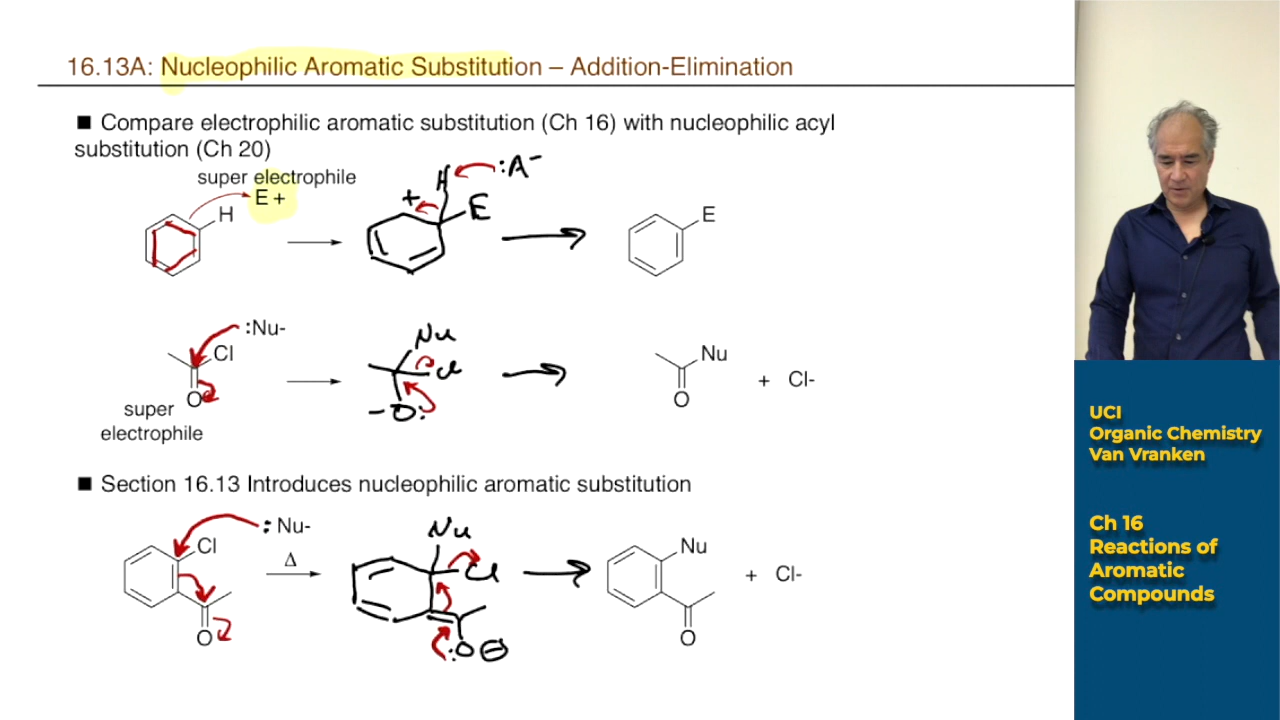 16.13A: Nucleophilic Aromatic Substitution – Addition-Elimination
■ Compare electrophilic aromatic substitution (Ch 16) with nucleophilic acyl
substitution (Ch 20)
super electrophile
E +
H
H
:A-
+
E
E
:Nu-
Cl
O
super
electrophile
Nu
Cl
-O:
Nu
O
+ Cl-
■ Section 16.13 Introduces nucleophilic aromatic substitution
: Nu-
Cl
Δ
O
Nu
Cl
:O⊖
Nu
O
+ Cl-
UCI
Organic Chemistry
Van Vranken
Ch 16
Reactions of
Aromatic
Compounds